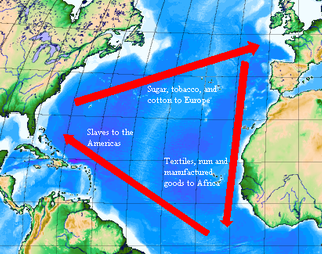 Sugar, tobacco, and
cotton to Europe
Slaves to the
Americas
Textiles, rum and
manufactured
goods to Africa